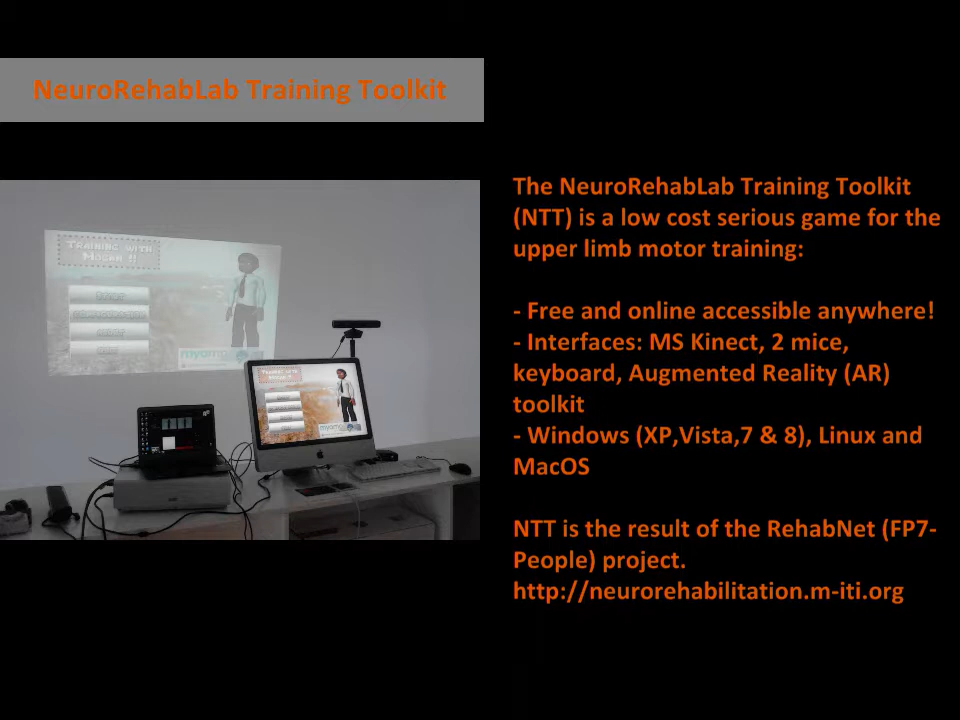 NeuroRehabLab Training Toolkit
The NeuroRehabLab Training Toolkit
(NTT) is a low cost serious game for the
upper limb motor training:
- Free and online accessible anywhere!
- Interfaces: MS Kinect, 2 mice,
keyboard, Augmented Reality (AR)
toolkit
- Windows (XP,Vista,7 & 8), Linux and
MacOS
NTT is the result of the RehabNet (FP7-
People) project.
http://neurorehabilitation.m-iti.org
Training with